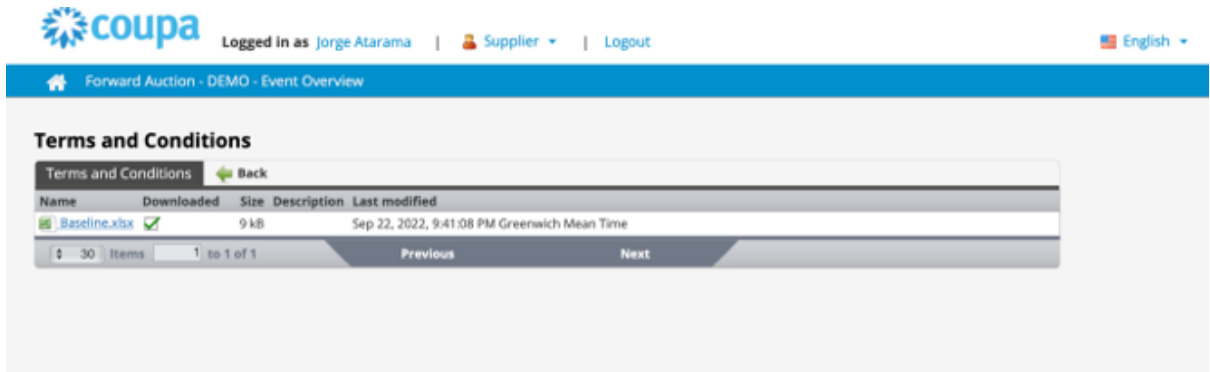 coupa
Logged in as Jorge Atarama | Supplier | Logout
English
Forward Auction - DEMO - Event Overview
Terms and Conditions
Terms and Conditions Back
Name Downloaded Size Description Last modified
Baseline.xlsx 9 kB Sep 22, 2022, 9:41:08 PM Greenwich Mean Time
30 Items 1 to 1 of 1 Previous Next